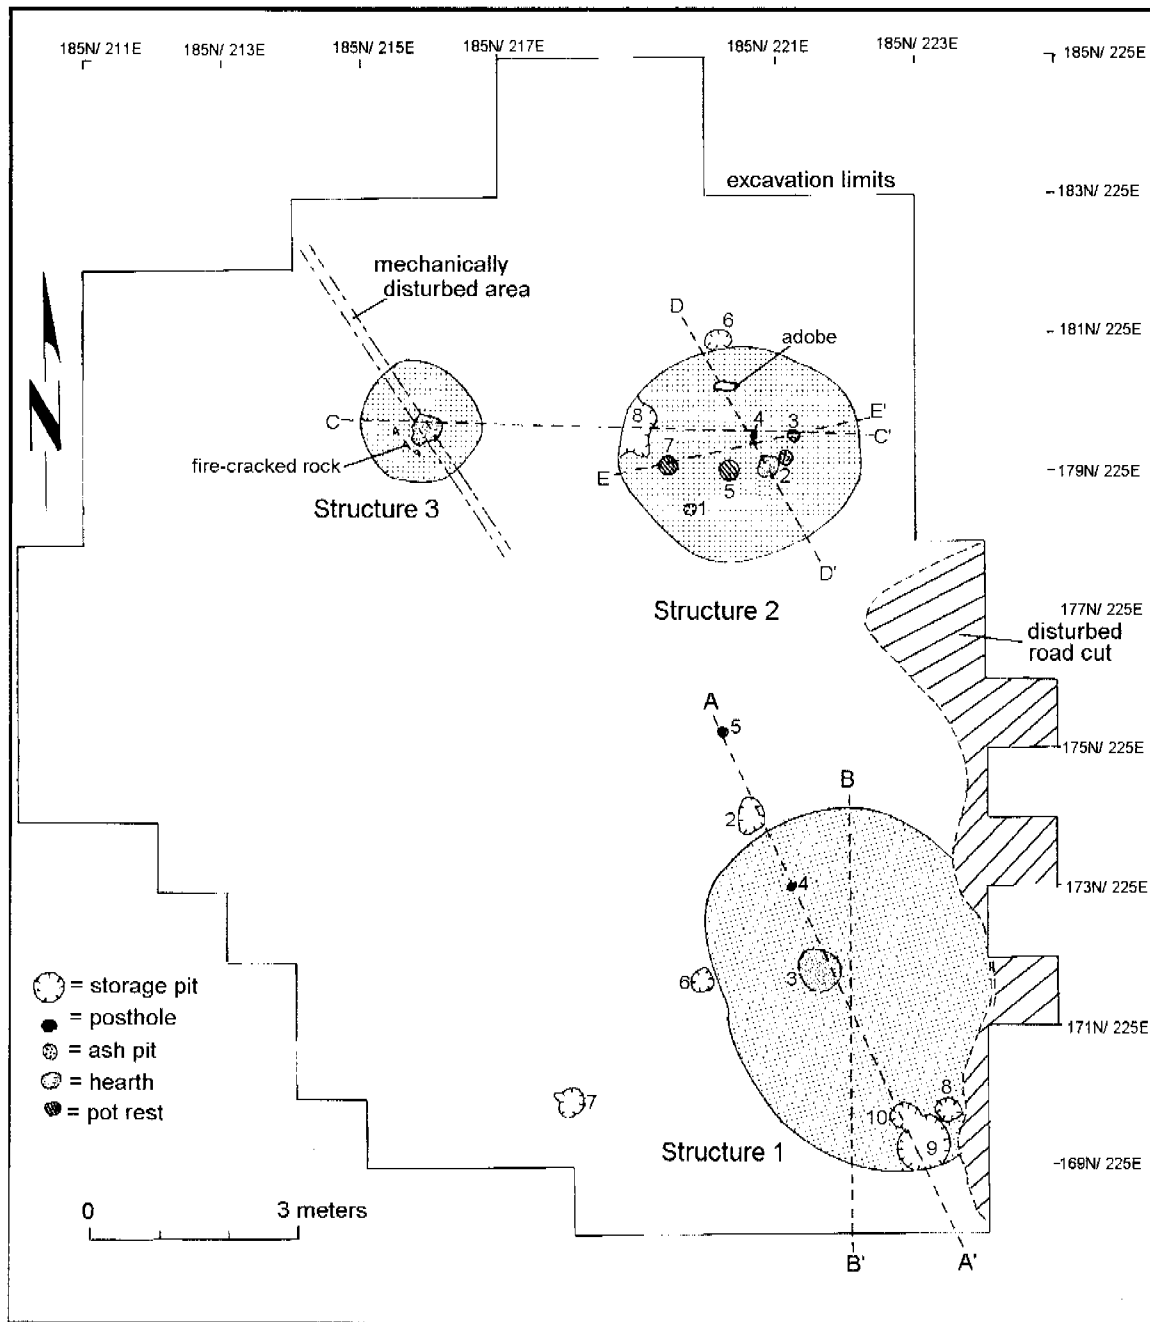 185N/ 211E
185N/ 213E
185N/ 215E
185N/ 217E
185N/ 221E
185N/ 223E
185N/ 225E
excavation limits
183N/ 225E
mechanically
disturbed area
D
6
adobe
181N/ 225E
C
8
4
3
E'
C'
7
fire-cracked rock
E
5
2
179N/ 225E
Structure 3
1
D'
Structure 2
177N/ 225E
disturbed
road cut
A
5
175N/ 225E
B
2
4
173N/ 225E
3
6
= storage pit
= posthole
171N/ 225E
= ash pit
= hearth
= pot rest
7
8
10
9
Structure 1
169N/ 225E
0 3 meters
B'
A'
N